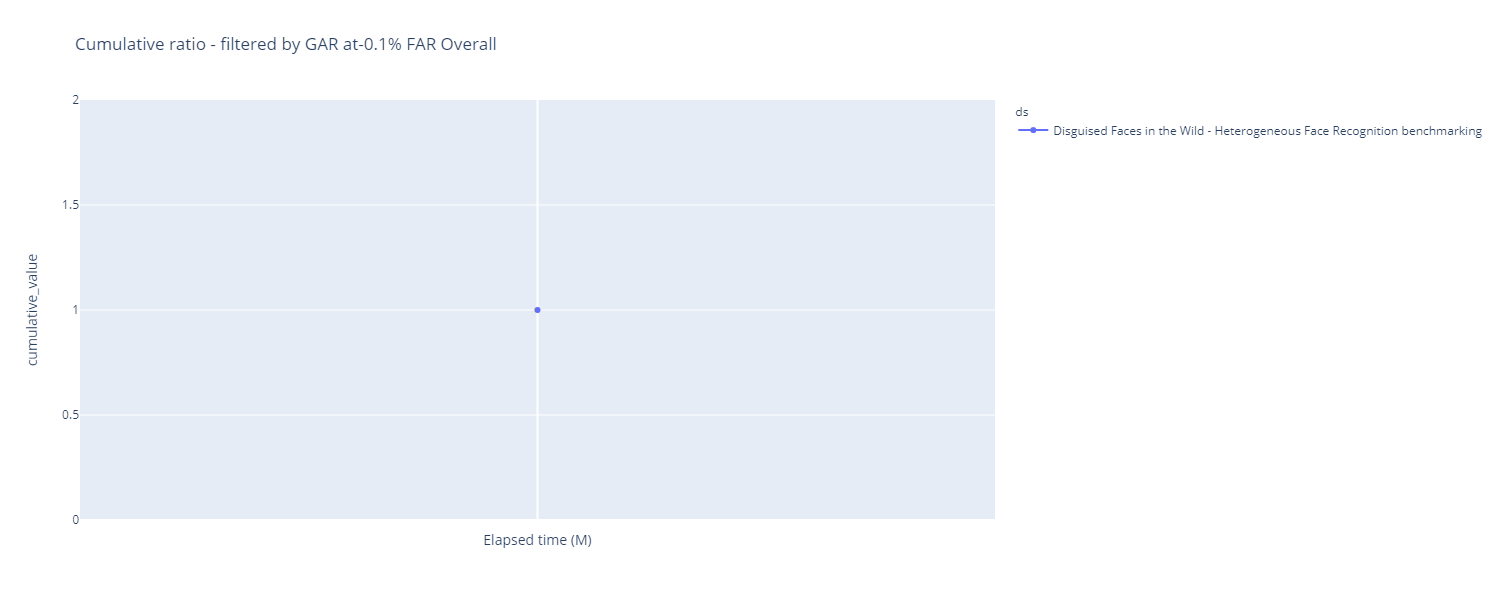 Cumulative ratio - filtered by GAR at-0.1% FAR Overall
2
1.5
1
0.5
0
cumulative_value
Elapsed time (M)
ds
Disguised Faces in the Wild - Heterogeneous Face Recognition benchmarking